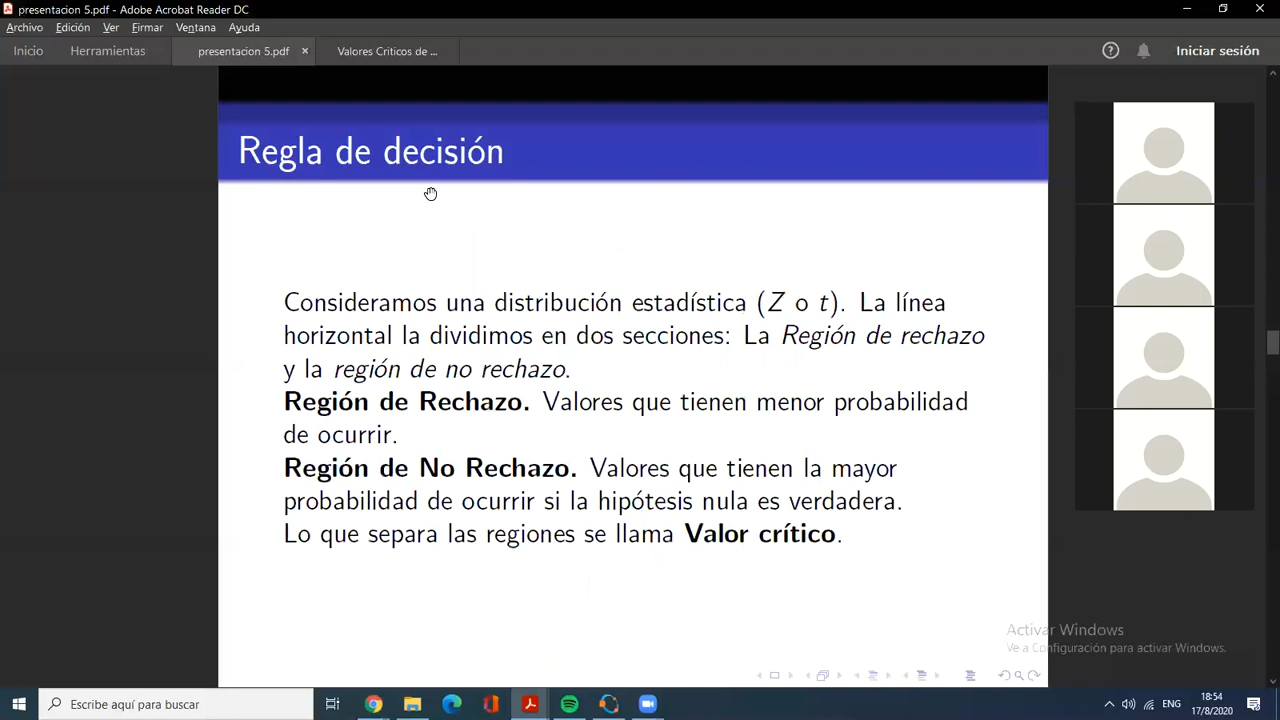 presentacion 5.pdf - Adobe Acrobat Reader DC
Archivo Edición Ver Firmar Ventana Ayuda
Inicio Herramientas presentacion 5.pdf × Valores Criticos de ... Iniciar sesión
Regla de decisión
Consideramos una distribución estadística (Z o t). La línea
horizontal la dividimos en dos secciones: La Región de rechazo
y la región de no rechazo.
Región de Rechazo. Valores que tienen menor probabilidad
de ocurrir.
Región de No Rechazo. Valores que tienen la mayor
probabilidad de ocurrir si la hipótesis nula es verdadera.
Lo que separa las regiones se llama Valor crítico.
Activar Windows
Ve a Configuración para activar Windows.
Escribe aquí para buscar
ENG
18:54
17/8/2020